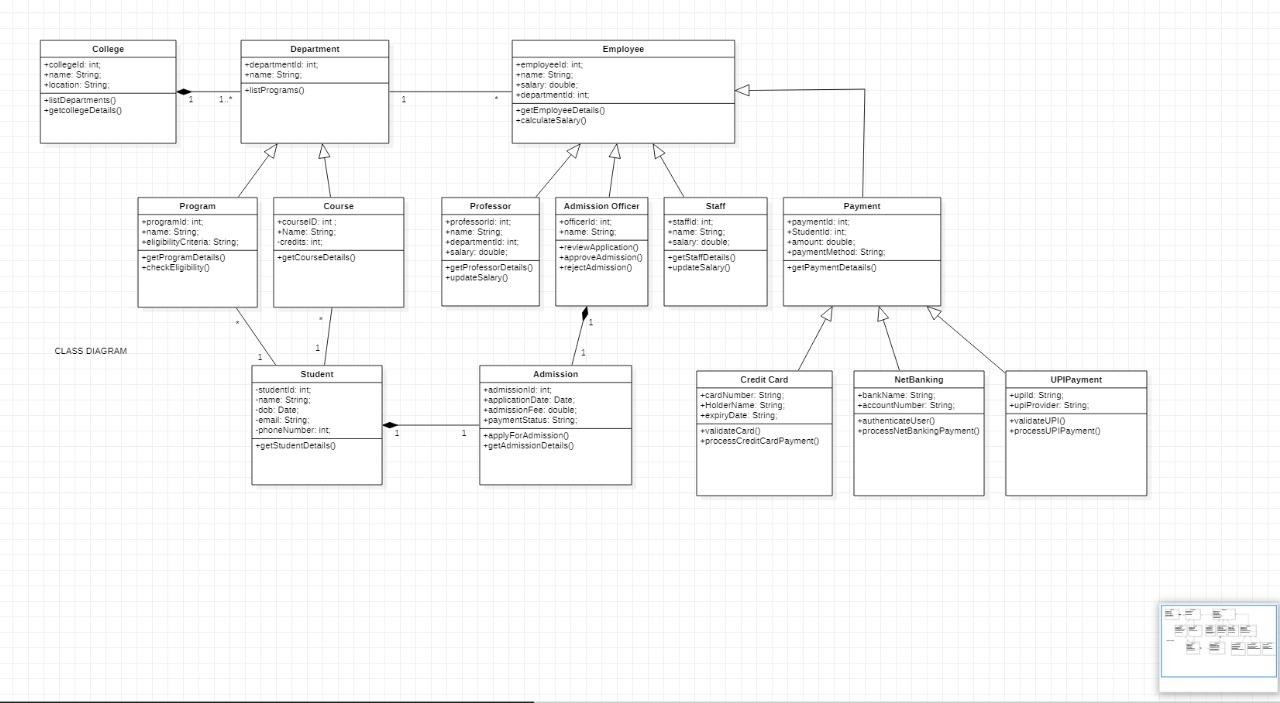 College
+collegeId: int;
+name: String;
+location: String;
+listDepartments()
+getcollegeDetails()
1
1..*
Department
+departmentId: int;
+name: String;
+listPrograms()
1
*
Employee
+employeeId: int;
+name: String;
+salary: double;
+departmentId: int;
+getEmployeeDetails()
+calculateSalary()
Program
+programId: int;
+name: String;
+eligibilityCriteria: String;
+getProgramDetails()
+checkEligibility()
Course
+courseID: int ;
+Name: String;
-credits: int;
+getCourseDetails()
Professor
+professorId: int;
+name: String;
+departmentId: int;
+salary: double;
+getProfessorDetails()
+updateSalary()
Admission Officer
+officerId: int;
+name: String;
+reviewApplication()
+approveAdmission()
+rejectAdmission()
Staff
+staffId: int;
+name: String;
+salary: double;
+getStaffDetails()
+updateSalary()
Payment
+paymentId: int;
+StudentId: int;
+amount: double;
+paymentMethod: String;
+getPaymentDetaails()
*
1
*
1
1
1
CLASS DIAGRAM
Student
-studentId: int;
-name: String;
-dob: Date;
-email: String;
-phoneNumber: int;
+getStudentDetails()
1
1
Admission
+admissionId: int;
+applicationDate: Date;
+admissionFee: double;
+paymentStatus: String;
+applyForAdmission()
+getAdmissionDetails()
Credit Card
+cardNumber: String;
+HolderName: String;
+expiryDate: String;
+validateCard()
+processCreditCardPayment()
NetBanking
+bankName: String;
+accountNumber: String;
+authenticateUser()
+processNetBankingPayment()
UPIPayment
+upiId: String;
+upiProvider: String;
+validateUPI()
+processUPIPayment()